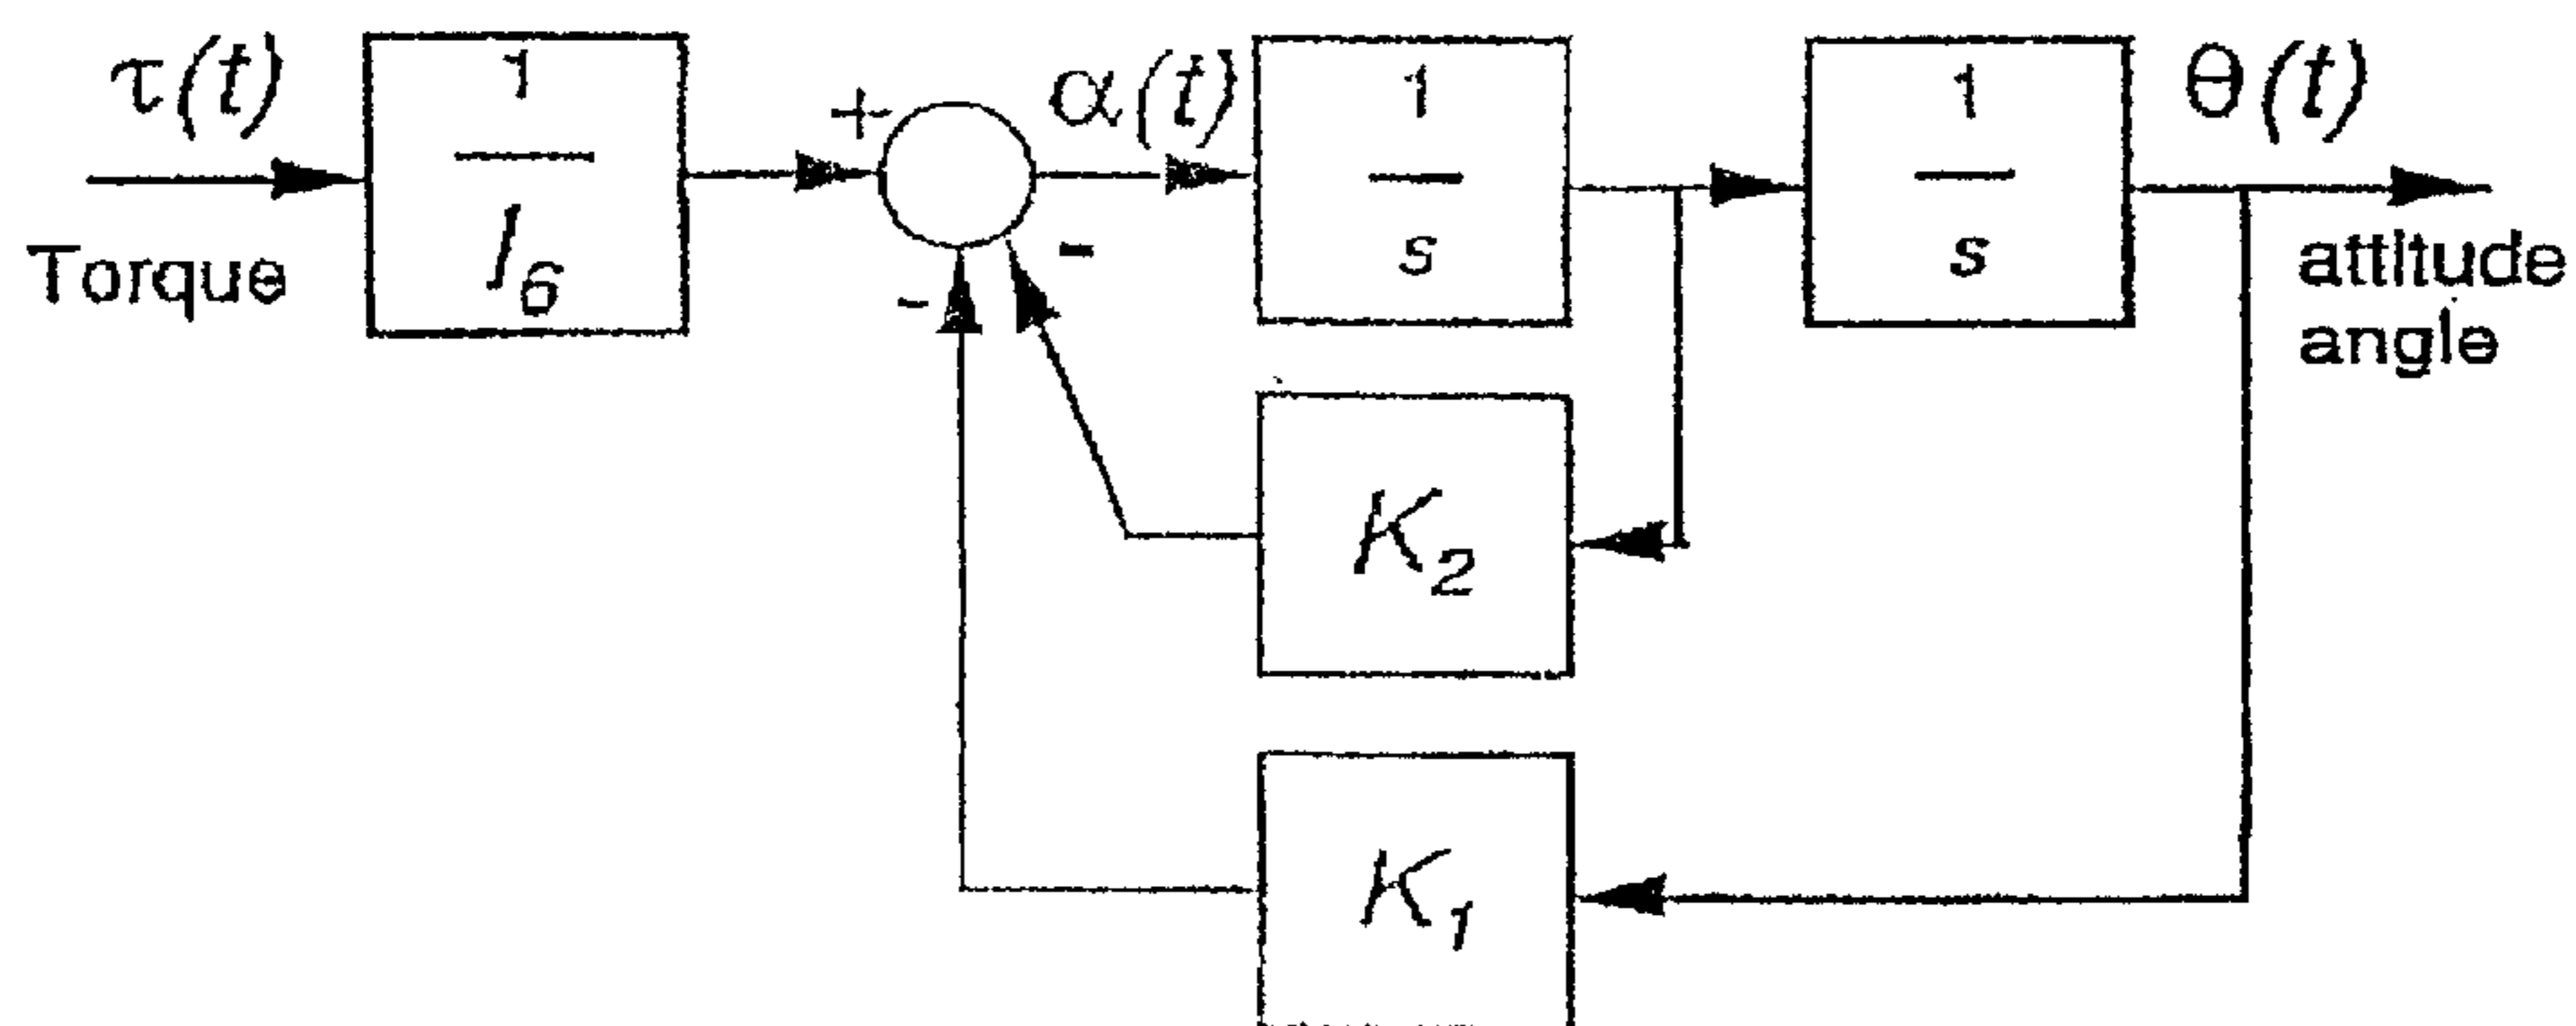 τ(t)
Torque
1
I6
+
-
-
α(t)
1
s
1
s
θ(t)
attitude
angle
K2
K1